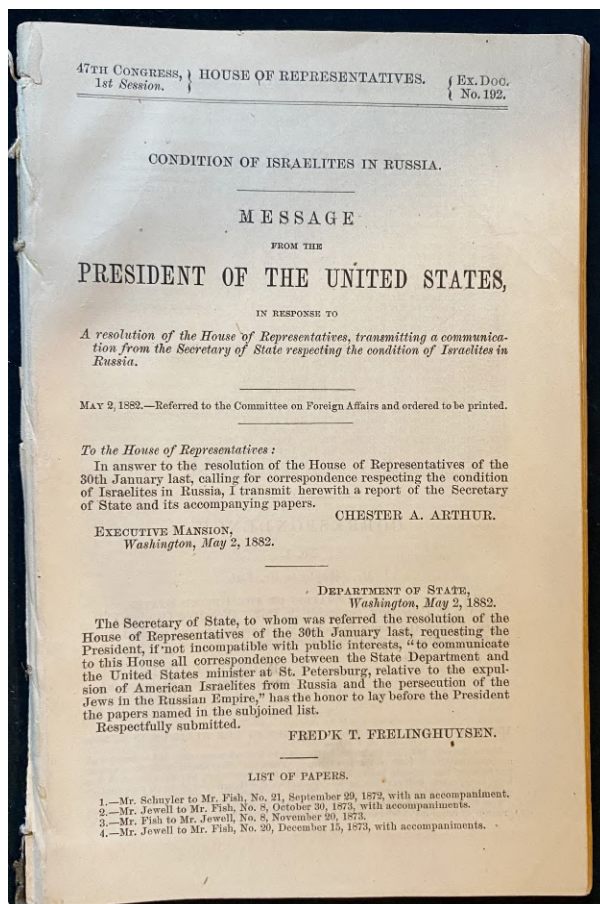 47TH CONGRESS, } HOUSE OF REPRESENTATIVES. { EX. DOC.
1st Session. } { No. 192.
CONDITION OF ISRAELITES IN RUSSIA.
MESSAGE
FROM THE
PRESIDENT OF THE UNITED STATES,
IN RESPONSE TO
A resolution of the House of Representatives, transmitting a communica-
tion from the Secretary of State respecting the condition of Israelites in
Russia.
MAY 2, 1882.—Referred to the Committee on Foreign Affairs and ordered to be printed.
To the House of Representatives:
In answer to the resolution of the House of Representatives of the
30th January last, calling for correspondence respecting the condition
of Israelites in Russia, I transmit herewith a report of the Secretary
of State and its accompanying papers.
CHESTER A. ARTHUR.
EXECUTIVE MANSION,
Washington, May 2, 1882.
DEPARTMENT OF STATE,
Washington, May 2, 1882.
The Secretary of State, to whom was referred the resolution of the
House of Representatives of the 30th January last, requesting the
President, if not incompatible with public interests, "to communicate
to this House all correspondence between the State Department and
the United States minister at St. Petersburg, relative to the expul-
sion of American Israelites from Russia and the persecution of the
Jews in the Russian Empire," has the honor to lay before the President
the papers named in the subjoined list.
Respectfully submitted.
FRED'K T. FRELINGHUYSEN.
LIST OF PAPERS.
1.—Mr. Schuyler to Mr. Fish, No. 21, September 29, 1872, with an accompaniment.
2.—Mr. Jewell to Mr. Fish, No. 8, October 30, 1873, with accompaniments.
3.—Mr. Fish to Mr. Jewell, No. 8, November 20, 1873.
4.—Mr. Jewell to Mr. Fish, No. 20, December 15, 1873, with accompaniments.